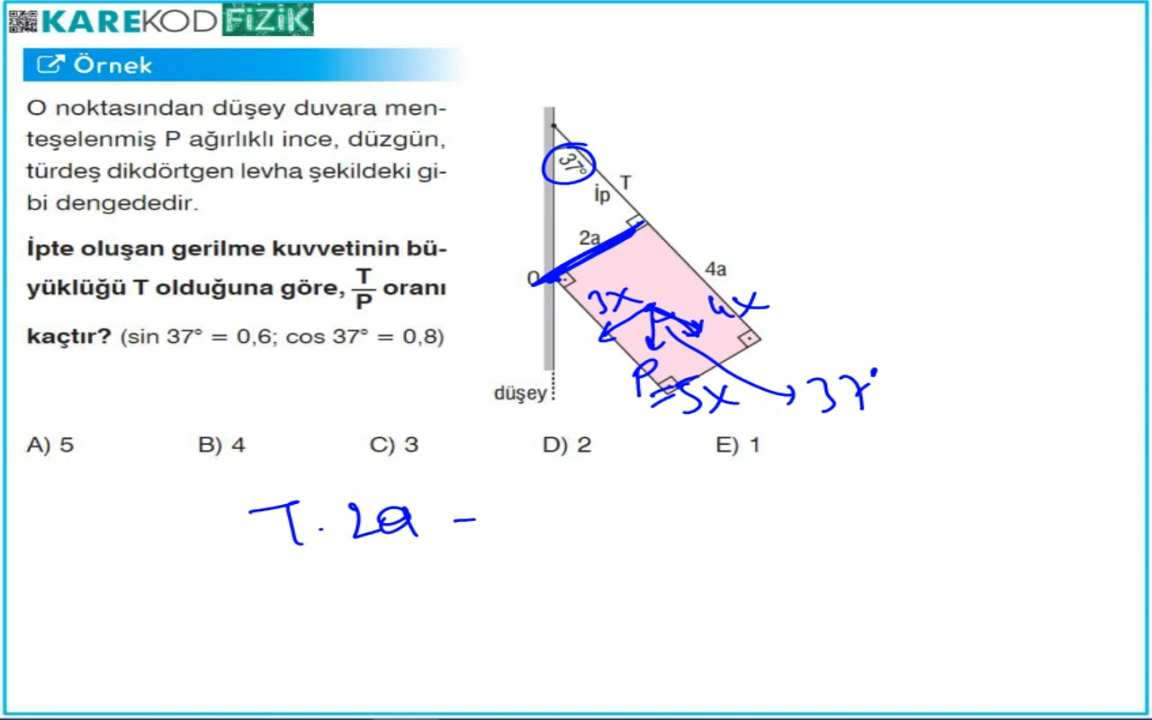 KAREKOD FİZİK
Örnek
O noktasından düşey duvara men-
teşelenmiş P ağırlıklı ince, düzgün,
türdeş dikdörtgen levha şekildeki gi-
bi dengededir.
İpte oluşan gerilme kuvvetinin bü-
yüklüğü T olduğuna göre, T/P oranı
kaçtır? (sin 37° = 0,6; cos 37° = 0,8)
37°
T
İp
2a
O
4a
3x
4x
P
=5x
37°
düşey
A) 5 B) 4 C) 3 D) 2 E) 1
T. 2a =